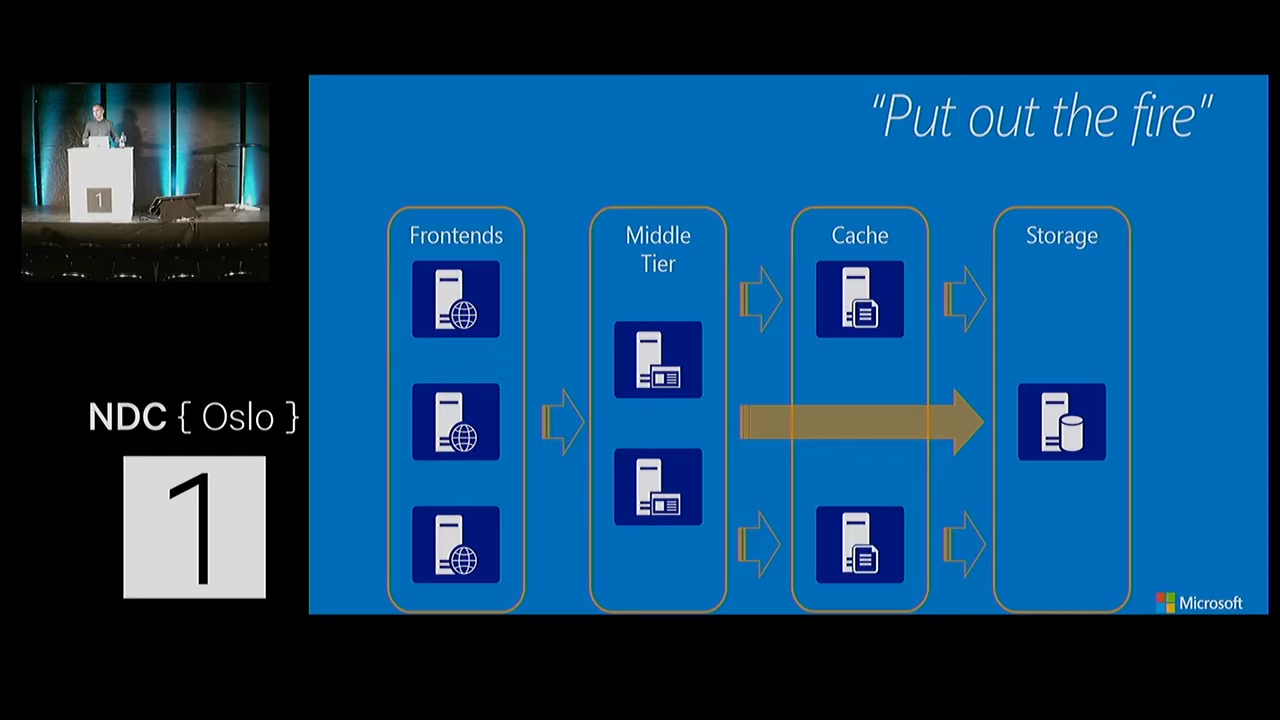 "Put out the fire"
Frontends
Middle
Tier
Cache
Storage
Microsoft
1
NDC { Oslo }
1